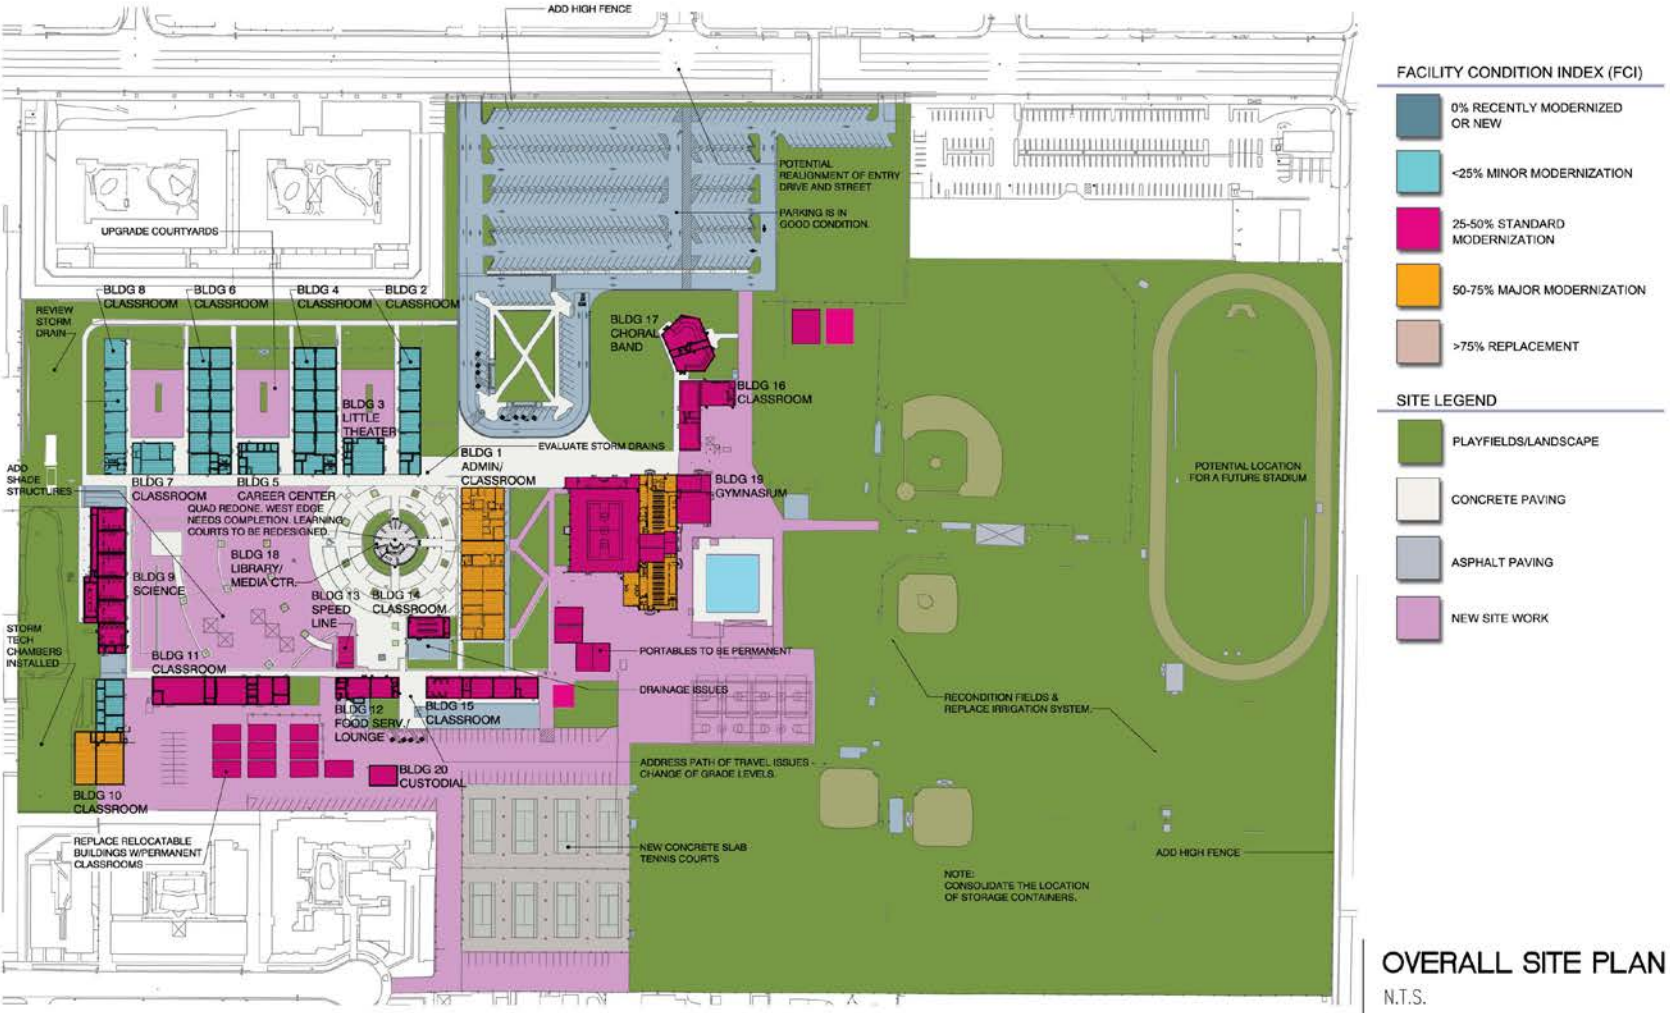 ADD HIGH FENCE
FACILITY CONDITION INDEX (FCI)
0% RECENTLY MODERNIZED
OR NEW
<25% MINOR MODERNIZATION
25-50% STANDARD
MODERNIZATION
50-75% MAJOR MODERNIZATION
>75% REPLACEMENT
SITE LEGEND
PLAYFIELDS/LANDSCAPE
CONCRETE PAVING
ASPHALT PAVING
NEW SITE WORK
POTENTIAL
REALIGNMENT OF ENTRY
DRIVE AND STREET
PARKING IS IN
GOOD CONDITION.
UPGRADE COURTYARDS
BLDG 8
CLASSROOM
BLDG 6
CLASSROOM
BLDG 4
CLASSROOM
BLDG 2
CLASSROOM
REVIEW
STORM
DRAIN
BLDG 17
CHORAL
BAND
BLDG 16
CLASSROOM
BLDG 3
LITTLE
THEATER
EVALUATE STORM DRAINS
BLDG 1
ADMIN/
CLASSROOM
ADD
SHADE
STRUCTURES
BLDG 7
CLASSROOM
BLDG 5
CAREER CENTER
QUAD REDONE. WEST EDGE
NEEDS COMPLETION. LEARNING
COURTS TO BE REDESIGNED.
BLDG 19
GYMNASIUM
POTENTIAL LOCATION
FOR A FUTURE STADIUM
BLDG 18
LIBRARY/
MEDIA CTR.
BLDG 9
SCIENCE
BLDG 13
SPEED
LINE
BLDG 14
CLASSROOM
STORM
TECH
CHAMBERS
INSTALLED
BLDG 11
CLASSROOM
PORTABLES TO BE PERMANENT
DRAINAGE ISSUES
BLDG 12
FOOD SERV./
LOUNGE
BLDG 15
CLASSROOM
RECONDITION FIELDS &
REPLACE IRRIGATION SYSTEM.
ADDRESS PATH OF TRAVEL ISSUES
CHANGE OF GRADE LEVELS.
BLDG 20
CUSTODIAL
BLDG 10
CLASSROOM
REPLACE RELOCATABLE
BUILDINGS W/PERMANENT
CLASSROOMS
NEW CONCRETE SLAB
TENNIS COURTS
ADD HIGH FENCE
NOTE:
CONSOLIDATE THE LOCATION
OF STORAGE CONTAINERS.
OVERALL SITE PLAN
N.T.S.